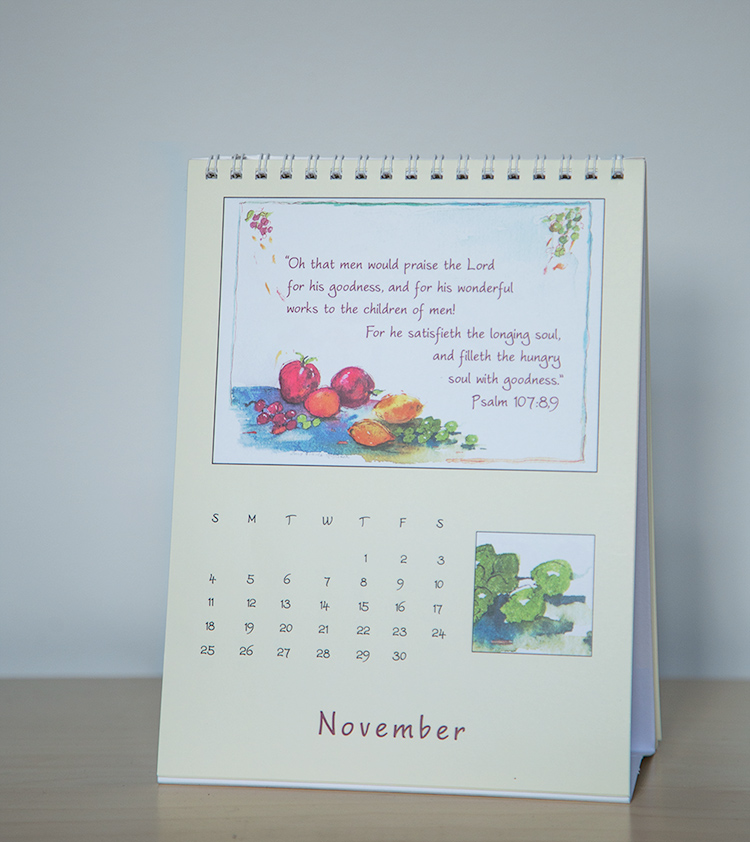 "Oh that men would praise the Lord
for his goodness, and for his wonderful
works to the children of men!
For he satisfieth the longing soul,
and filleth the hungry
soul with goodness."
Psalm 107:8,9
S M T W T F S
1 2 3
4 5 6 7 8 9 10
11 12 13 14 15 16 17
18 19 20 21 22 23 24
25 26 27 28 29 30
November